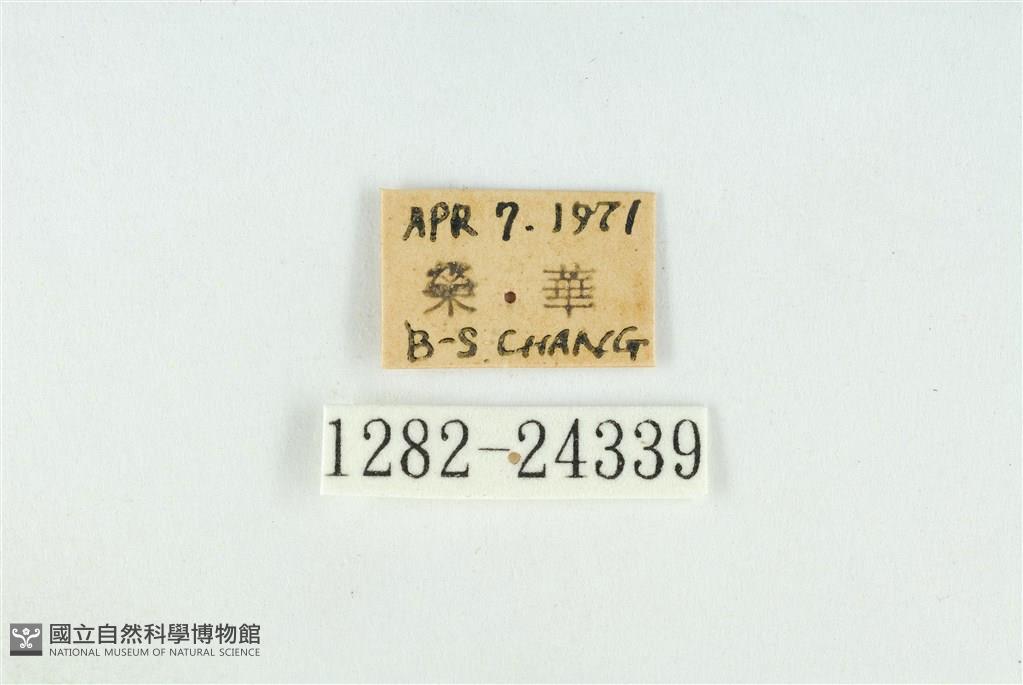 APR 7. 1971
榮 華
B-S CHANG
1282-24339
國立自然科學博物館
NATIONAL MUSEUM OF NATURAL SCIENCE